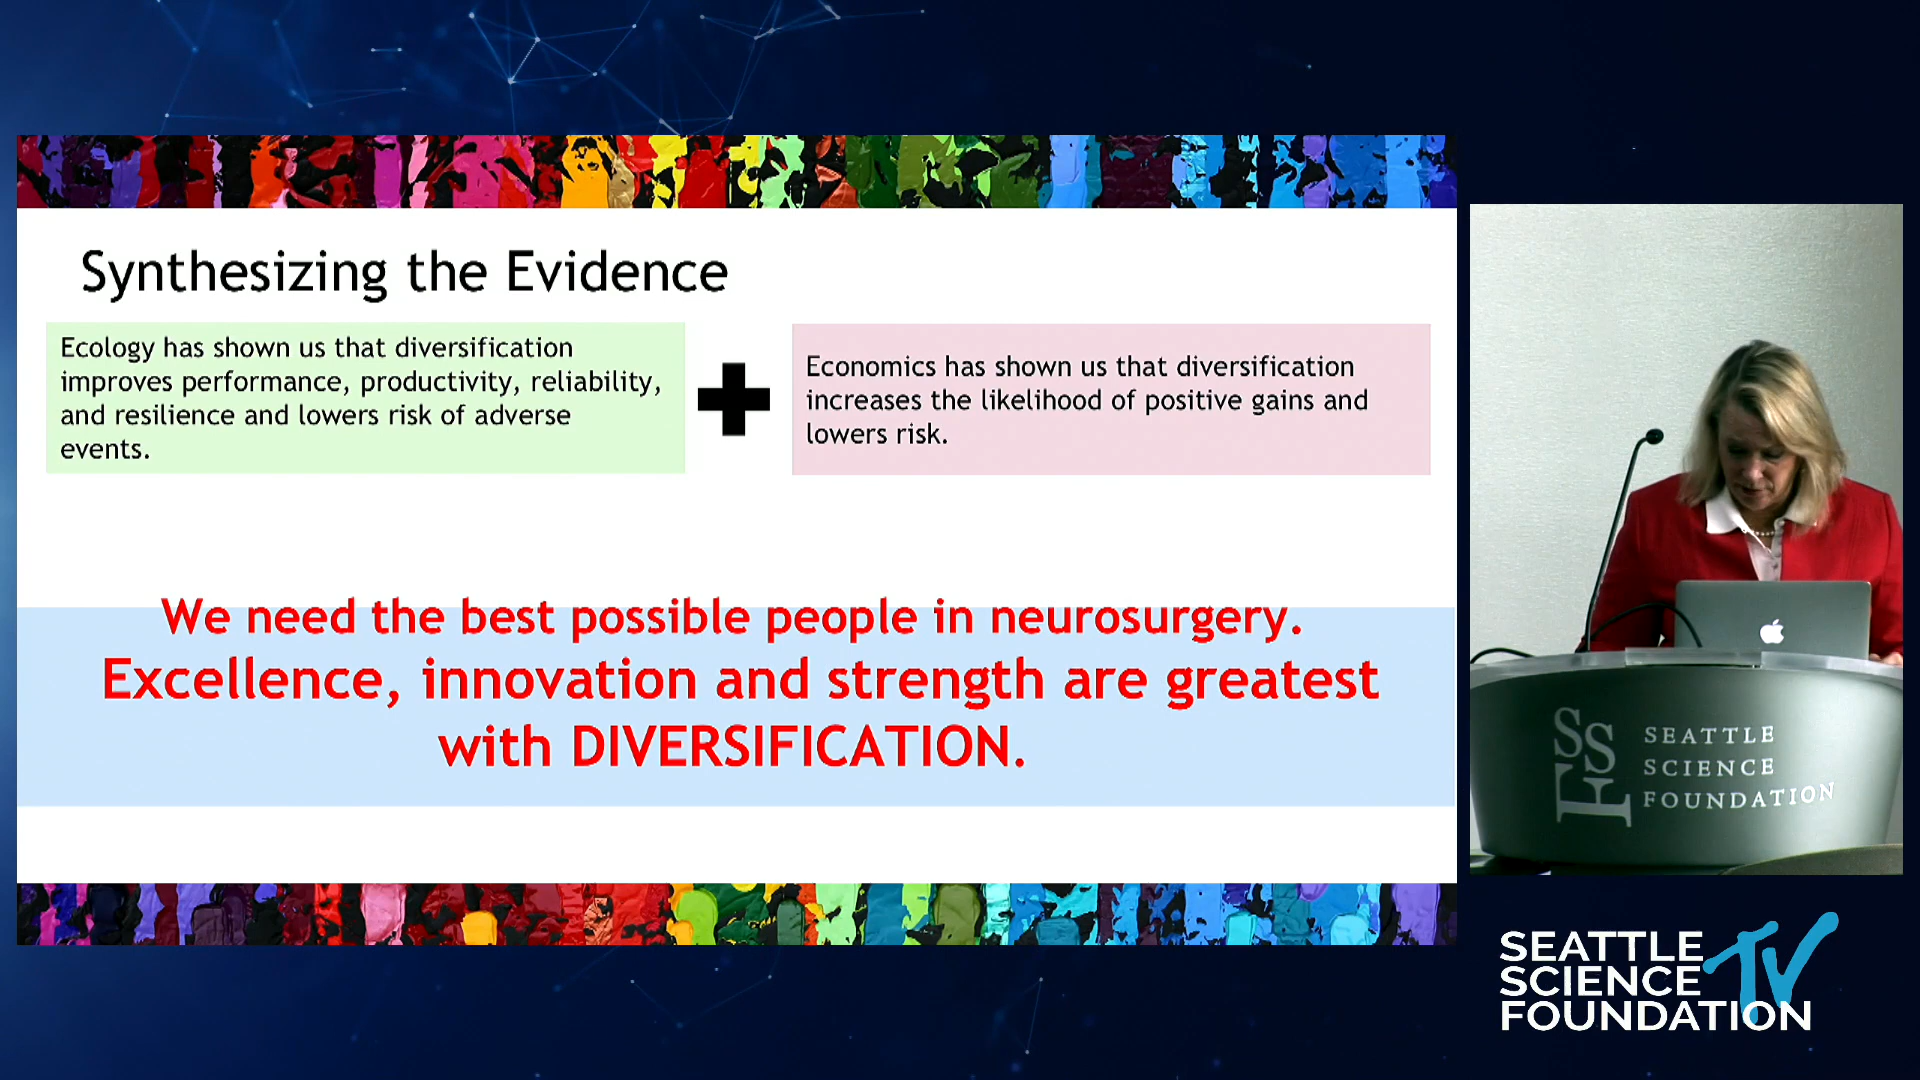 Synthesizing the Evidence
Ecology has shown us that diversification
improves performance, productivity, reliability,
and resilience and lowers risk of adverse
events.
Economics has shown us that diversification
increases the likelihood of positive gains and
lowers risk.
We need the best possible people in neurosurgery.
Excellence, innovation and strength are greatest
with DIVERSIFICATION.
SSF
SEATTLE
SCIENCE
FOUNDATION
SEATTLE
SCIENCE
FOUNDATION
TV